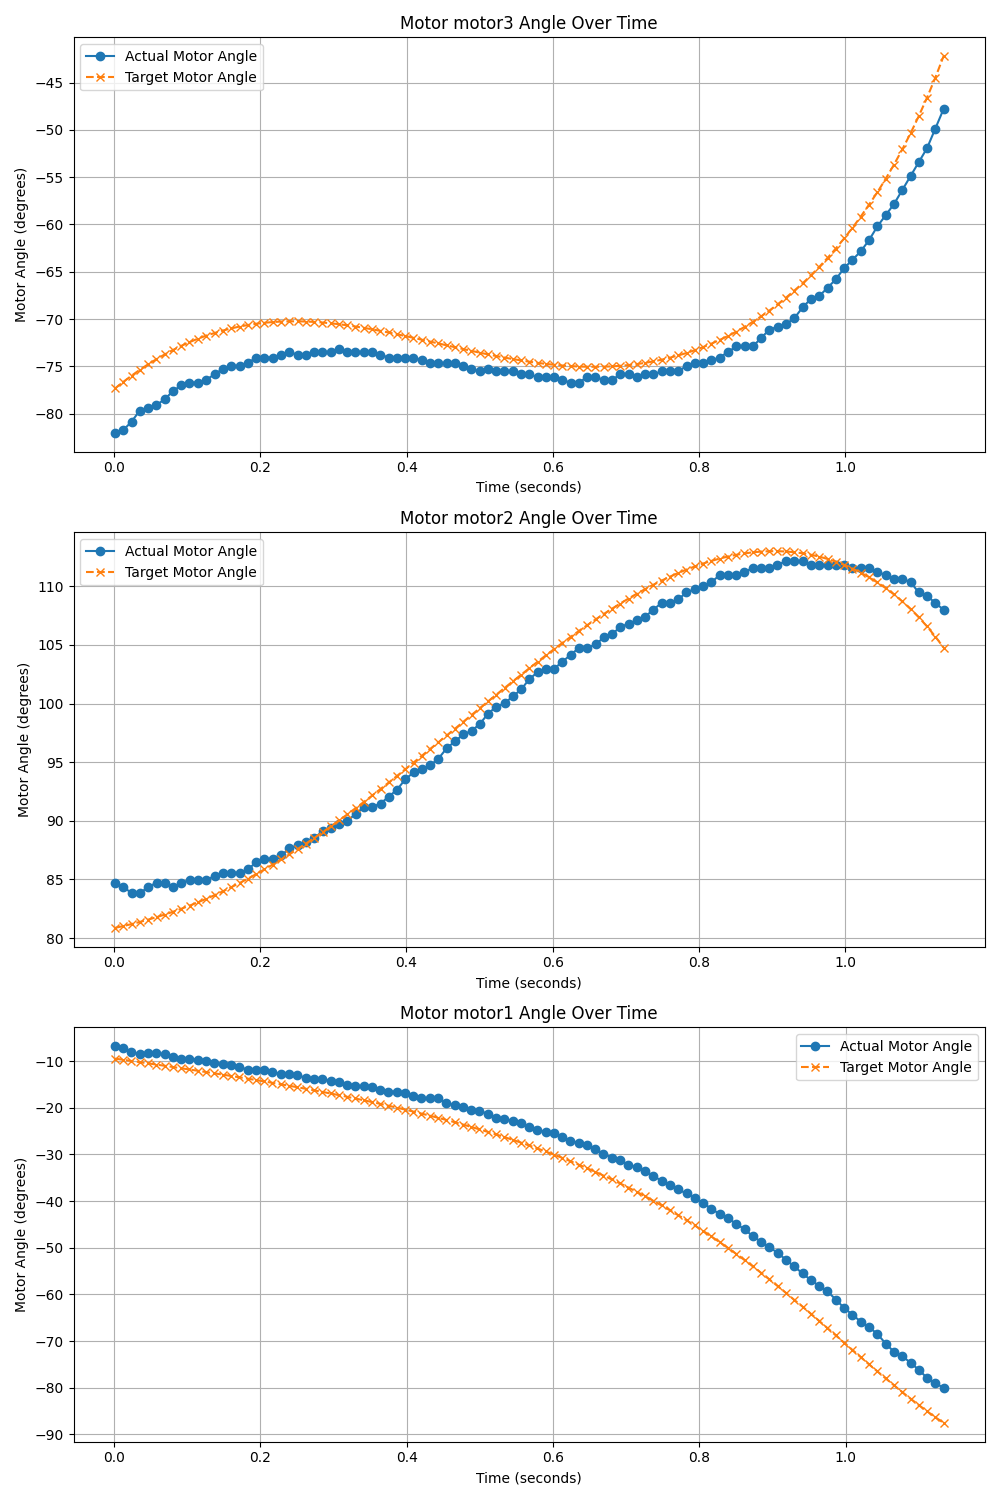 Motor motor3 Angle Over Time
Actual Motor Angle
Target Motor Angle
Motor Angle (degrees)
−45
−50
−55
−60
−65
−70
−75
−80
0.0 0.2 0.4 0.6 0.8 1.0
Time (seconds)
Motor motor2 Angle Over Time
Actual Motor Angle
Target Motor Angle
Motor Angle (degrees)
110
105
100
95
90
85
80
0.0 0.2 0.4 0.6 0.8 1.0
Time (seconds)
Motor motor1 Angle Over Time
Actual Motor Angle
Target Motor Angle
Motor Angle (degrees)
−10
−20
−30
−40
−50
−60
−70
−80
−90
0.0 0.2 0.4 0.6 0.8 1.0
Time (seconds)